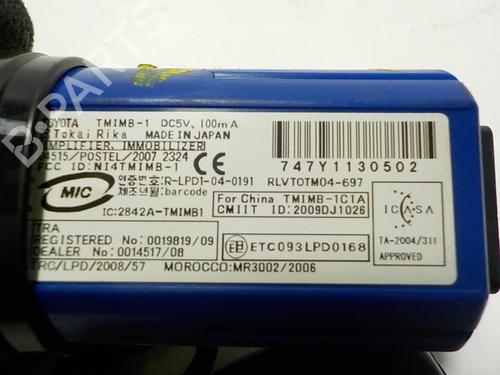 TOYOTA TMIMB-1 DC5V, 100mA
Tokai Rika MADE IN JAPAN
AMPLIFIER, IMMOBILIZER
4515/POSTEL/2007 2324
FCC ID: NI4TMIMB-1
CE
747Y1130502
MIC
인증번호:R-LPD1-04-0191
제조년월:barcode
RLVTOTM04-697
IC:2842A-TMIMB1
For China TMIMB-1C1A
CMIIT ID:2009DJ1026
ICASA
TA-2004/311
APPROVED
TRA
REGISTERED No: 0019819/09
DEALER No: 0014517/08
ETC093LPD0168
TRC/LPD/2008/57 MOROCCO:MR3002/2006
B-PARTS